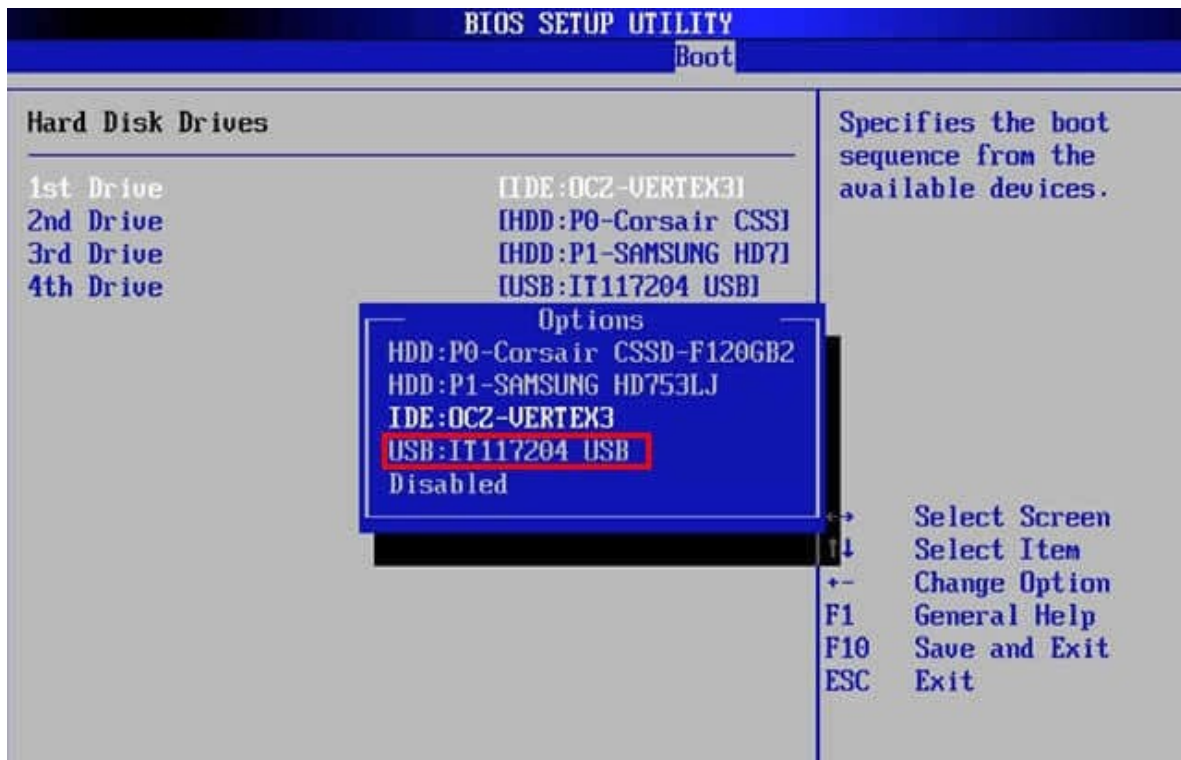 BIOS SETUP UTILITY
Boot
Hard Disk Drives
1st Drive [IDE:OCZ-VERTEX3]
2nd Drive [HDD:P0-Corsair CSS]
3rd Drive [HDD:P1-SAMSUNG HD7]
4th Drive [USB:IT117204 USB]
Options
HDD:P0-Corsair CSSD-F120GB2
HDD:P1-SAMSUNG HD753LJ
IDE:OCZ-VERTEX3
USB:IT117204 USB
Disabled
Specifies the boot
sequence from the
available devices.
←→ Select Screen
↑↓ Select Item
+- Change Option
F1 General Help
F10 Save and Exit
ESC Exit